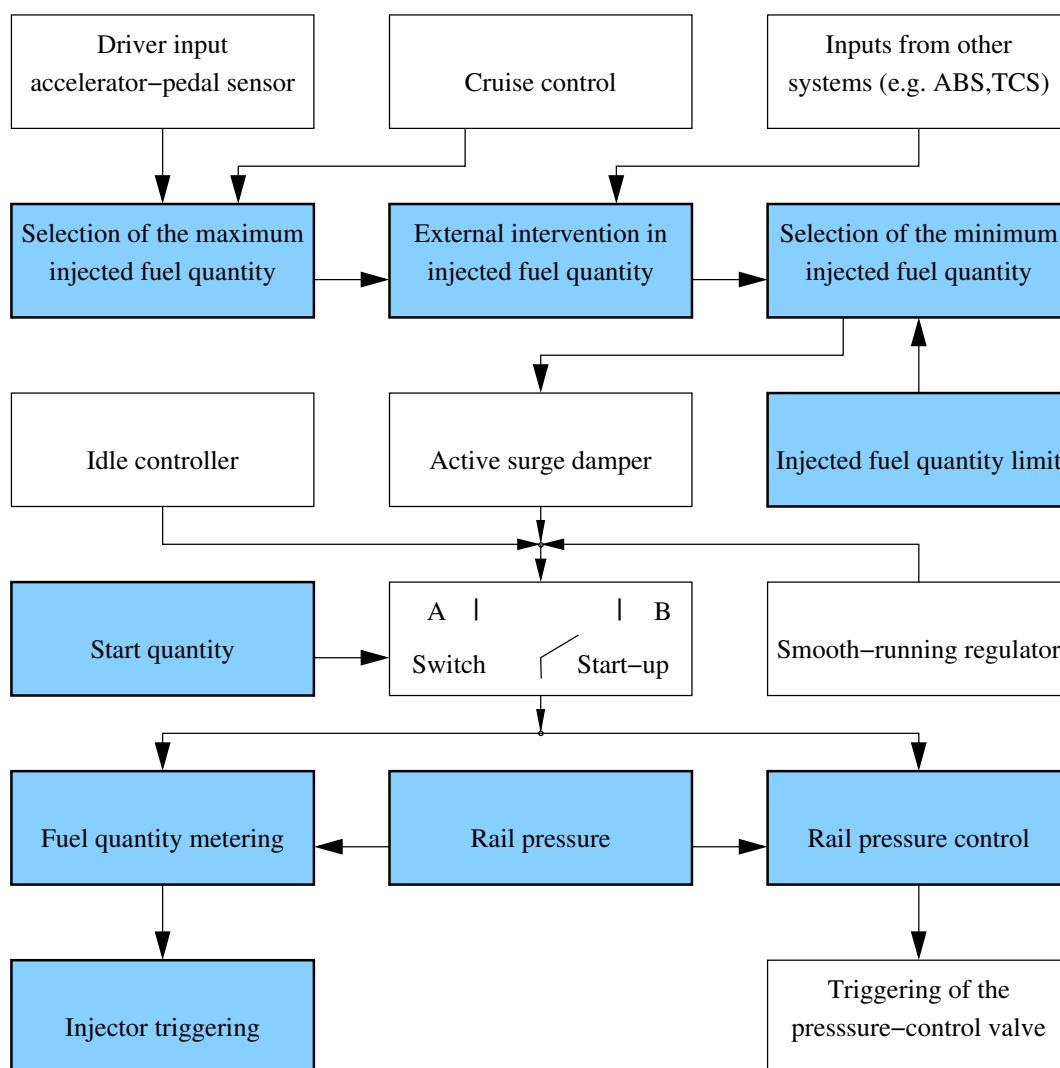 Driver input
accelerator−pedal sensor
Cruise control
Inputs from other
systems (e.g. ABS,TCS)
Selection of the maximum
injected fuel quantity
External intervention in
injected fuel quantity
Selection of the minimum
injected fuel quantity
Idle controller
Active surge damper
Injected fuel quantity limit
Start quantity
A
B
Switch
Start−up
Smooth−running regulator
Fuel quantity metering
Rail pressure
Rail pressure control
Injector triggering
Triggering of the
presssure−control valve